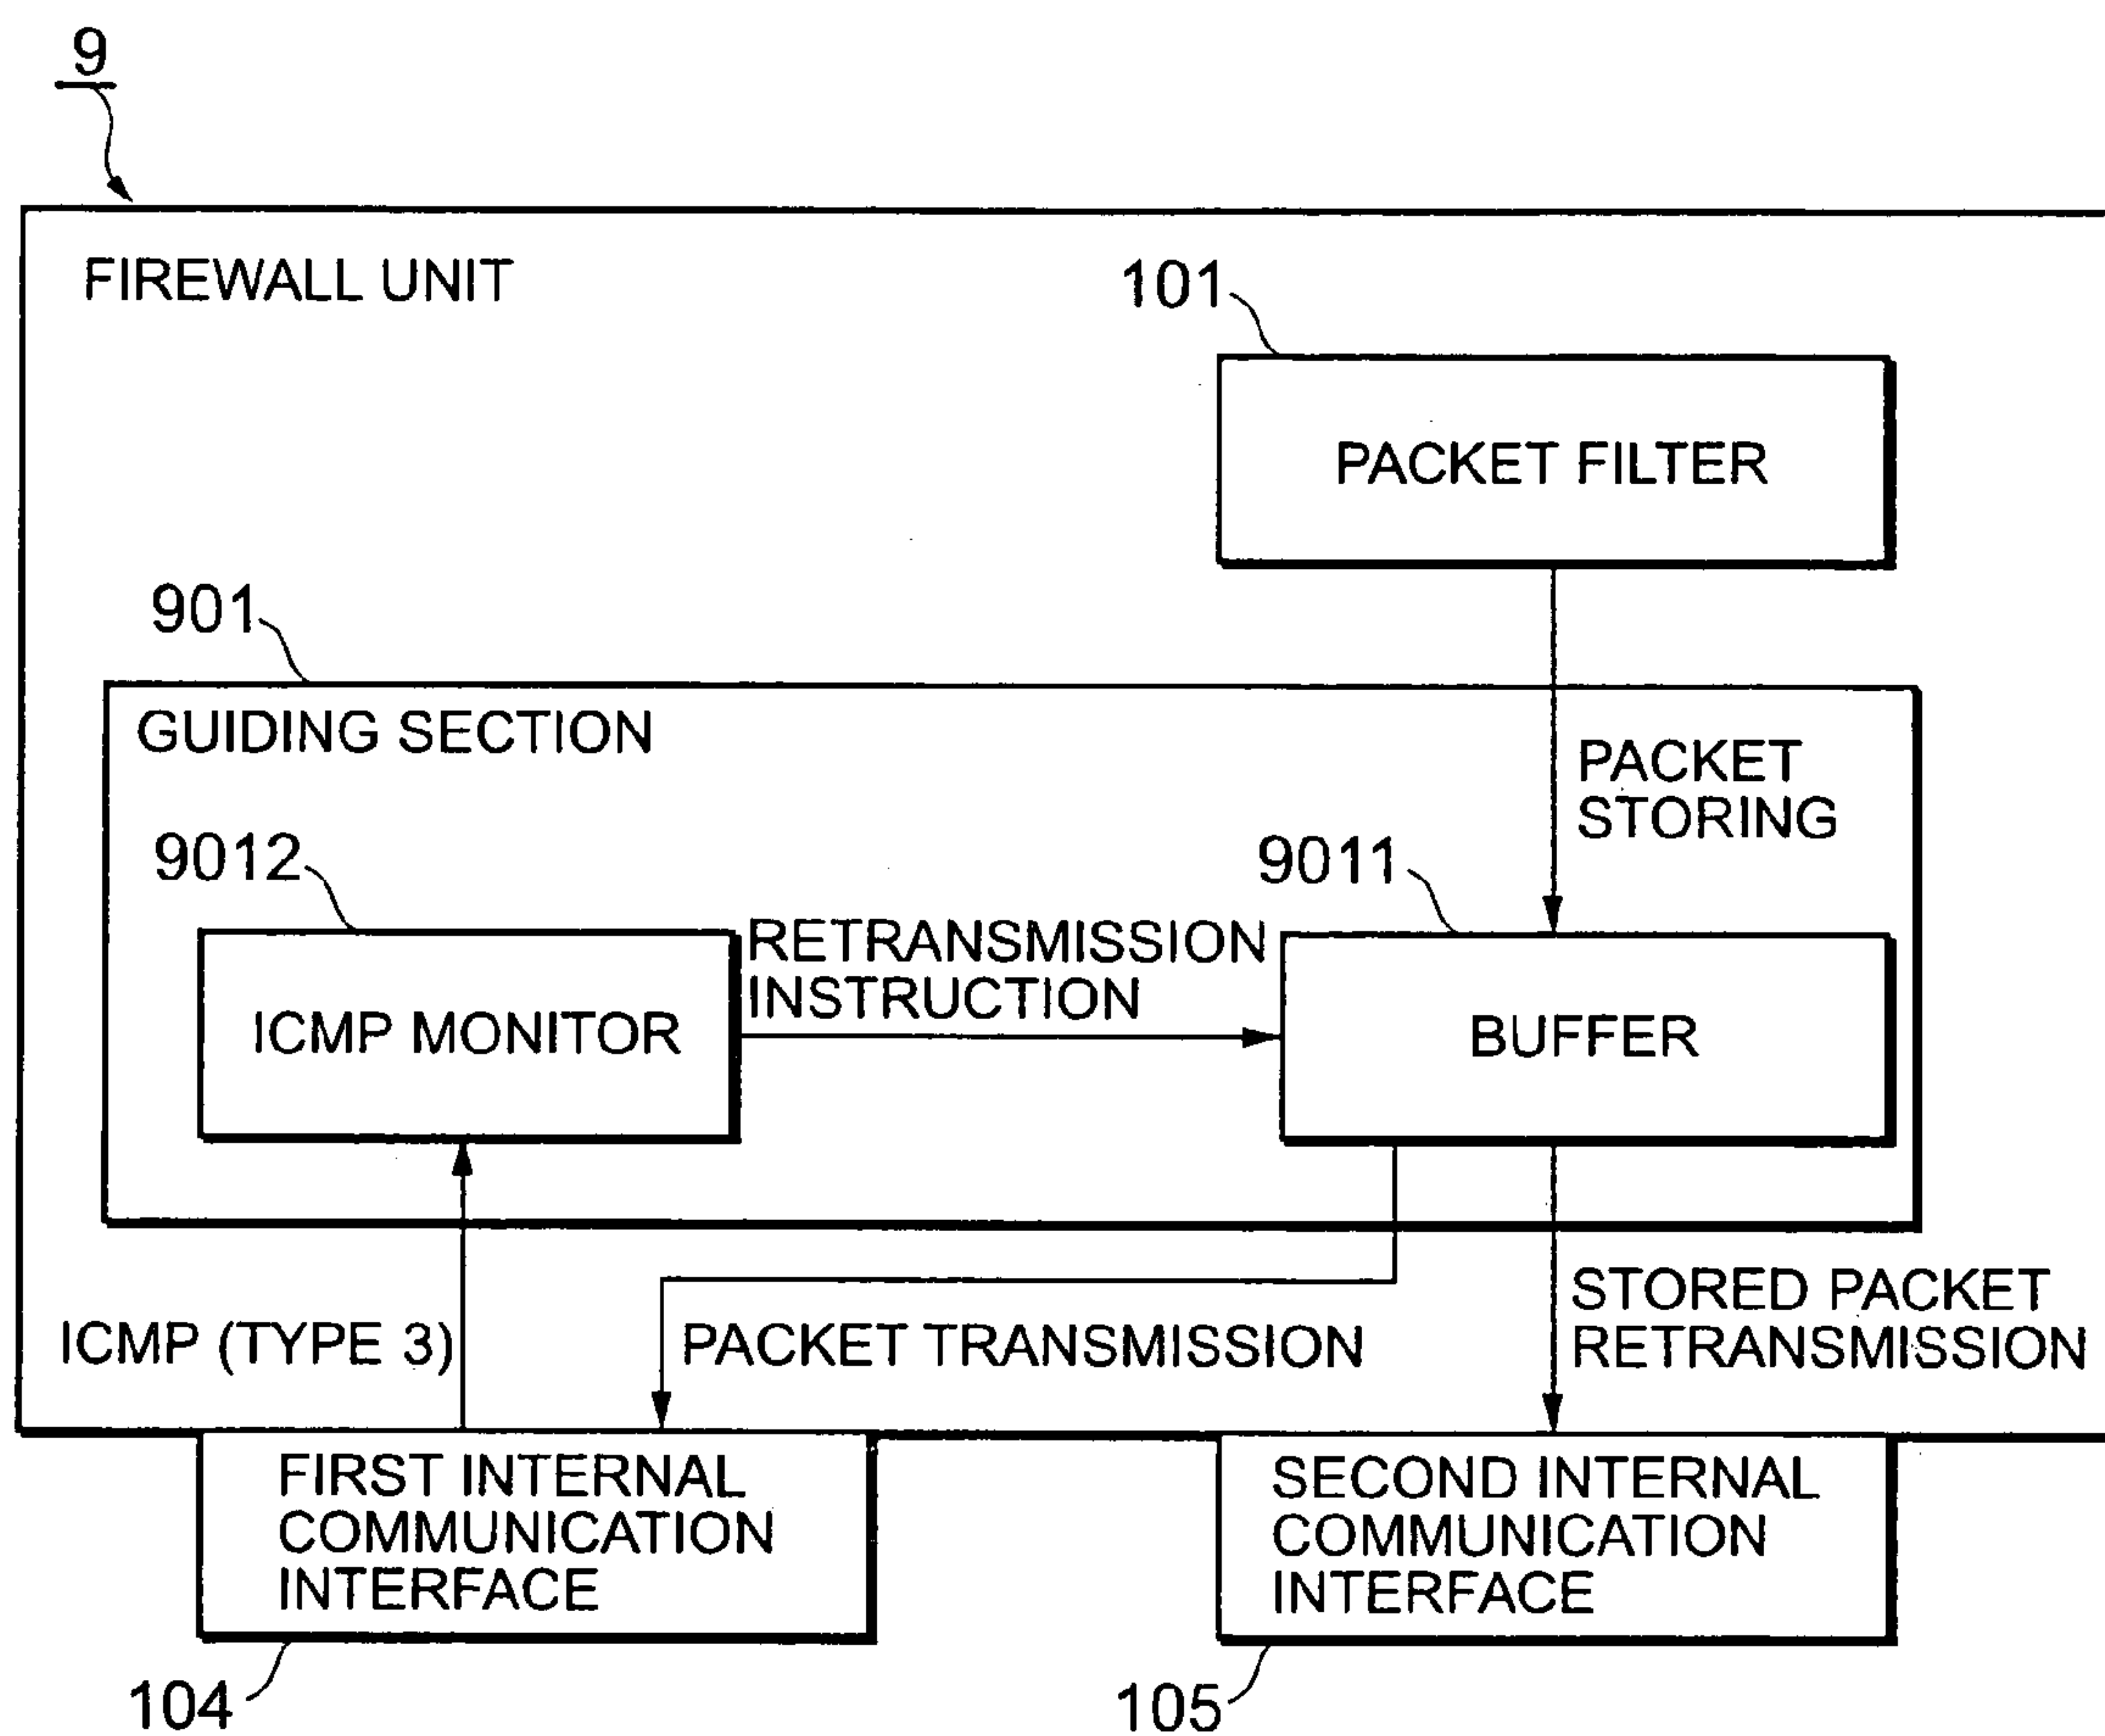 9
FIREWALL UNIT
101
PACKET FILTER
901
GUIDING SECTION
PACKET
STORING
9012
9011
RETRANSMISSION
INSTRUCTION
ICMP MONITOR
BUFFER
ICMP (TYPE 3)
PACKET TRANSMISSION
STORED PACKET
RETRANSMISSION
FIRST INTERNAL
COMMUNICATION
INTERFACE
SECOND INTERNAL
COMMUNICATION
INTERFACE
104
105